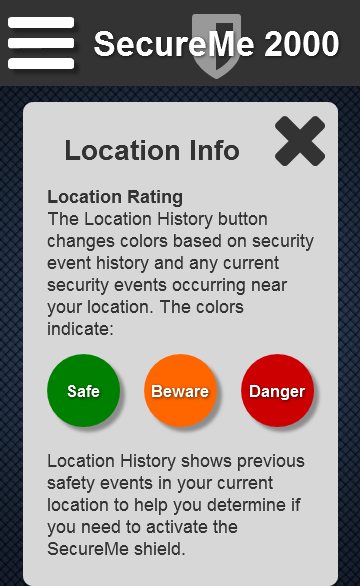 SecureMe 2000
Location Info
Location Rating
The Location History button
changes colors based on security
event history and any current
security events occurring near
your location. The colors
indicate:
Safe Beware Danger
Location History shows previous
safety events in your current
location to help you determine if
you need to activate the
SecureMe shield.